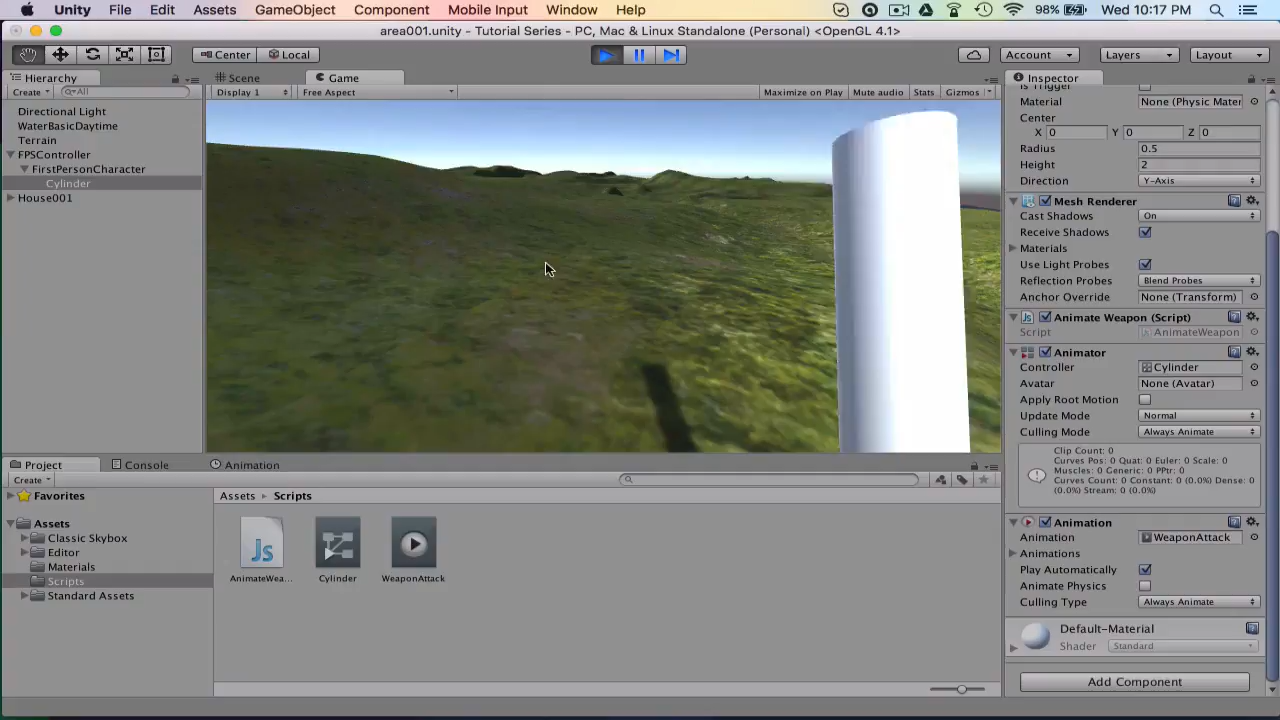 Unity File Edit Assets GameObject Component Mobile Input Window Help 98% Wed 10:17 PM
area001.unity - Tutorial Series - PC, Mac & Linux Standalone (Personal) <OpenGL 4.1>
Center Local Account Layers Layout
Hierarchy
Create All
Directional Light
WaterBasicDaytime
Terrain
FPSController
FirstPersonCharacter
Cylinder
House001
Scene Game
Display 1 Free Aspect Maximize on Play Mute audio Stats Gizmos
Inspector
Is Trigger
Material None (Physic Mater
Center
X 0 Y 0 Z 0
Radius 0.5
Height 2
Direction Y-Axis
Mesh Renderer
Cast Shadows On
Receive Shadows
Materials
Use Light Probes
Reflection Probes Blend Probes
Anchor Override None (Transform)
Animate Weapon (Script)
Script AnimateWeapon
Animator
Controller Cylinder
Avatar None (Avatar)
Apply Root Motion
Update Mode Normal
Culling Mode Always Animate
Clip Count: 0
Curves Pos: 0 Quat: 0 Euler: 0 Scale: 0
Muscles: 0 Generic: 0 PPtr: 0
Curves Count: 0 Constant: 0 (0.0%) Dense: 0
(0.0%) Stream: 0 (0.0%)
Animation
Animation WeaponAttack
Animations
Play Automatically
Animate Physics
Culling Type Always Animate
Default-Material
Shader Standard
Add Component
Project Console Animation
Create
Favorites
Assets
Classic Skybox
Editor
Materials
Scripts
Standard Assets
Assets Scripts
Js
AnimateWea... Cylinder WeaponAttack